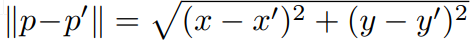 ‖p−p′‖ = √(x − x′)² + (y − y′)²